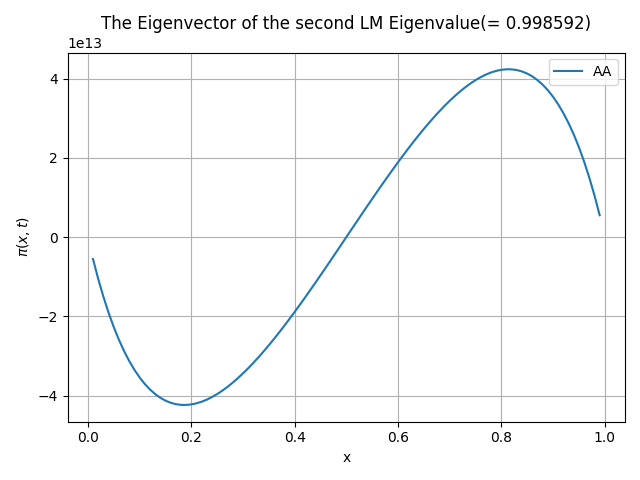 The Eigenvector of the second LM Eigenvalue(= 0.998592)
1e13
AA
4
2
0
−2
−4
π(x, t)
0.0 0.2 0.4 0.6 0.8 1.0
x